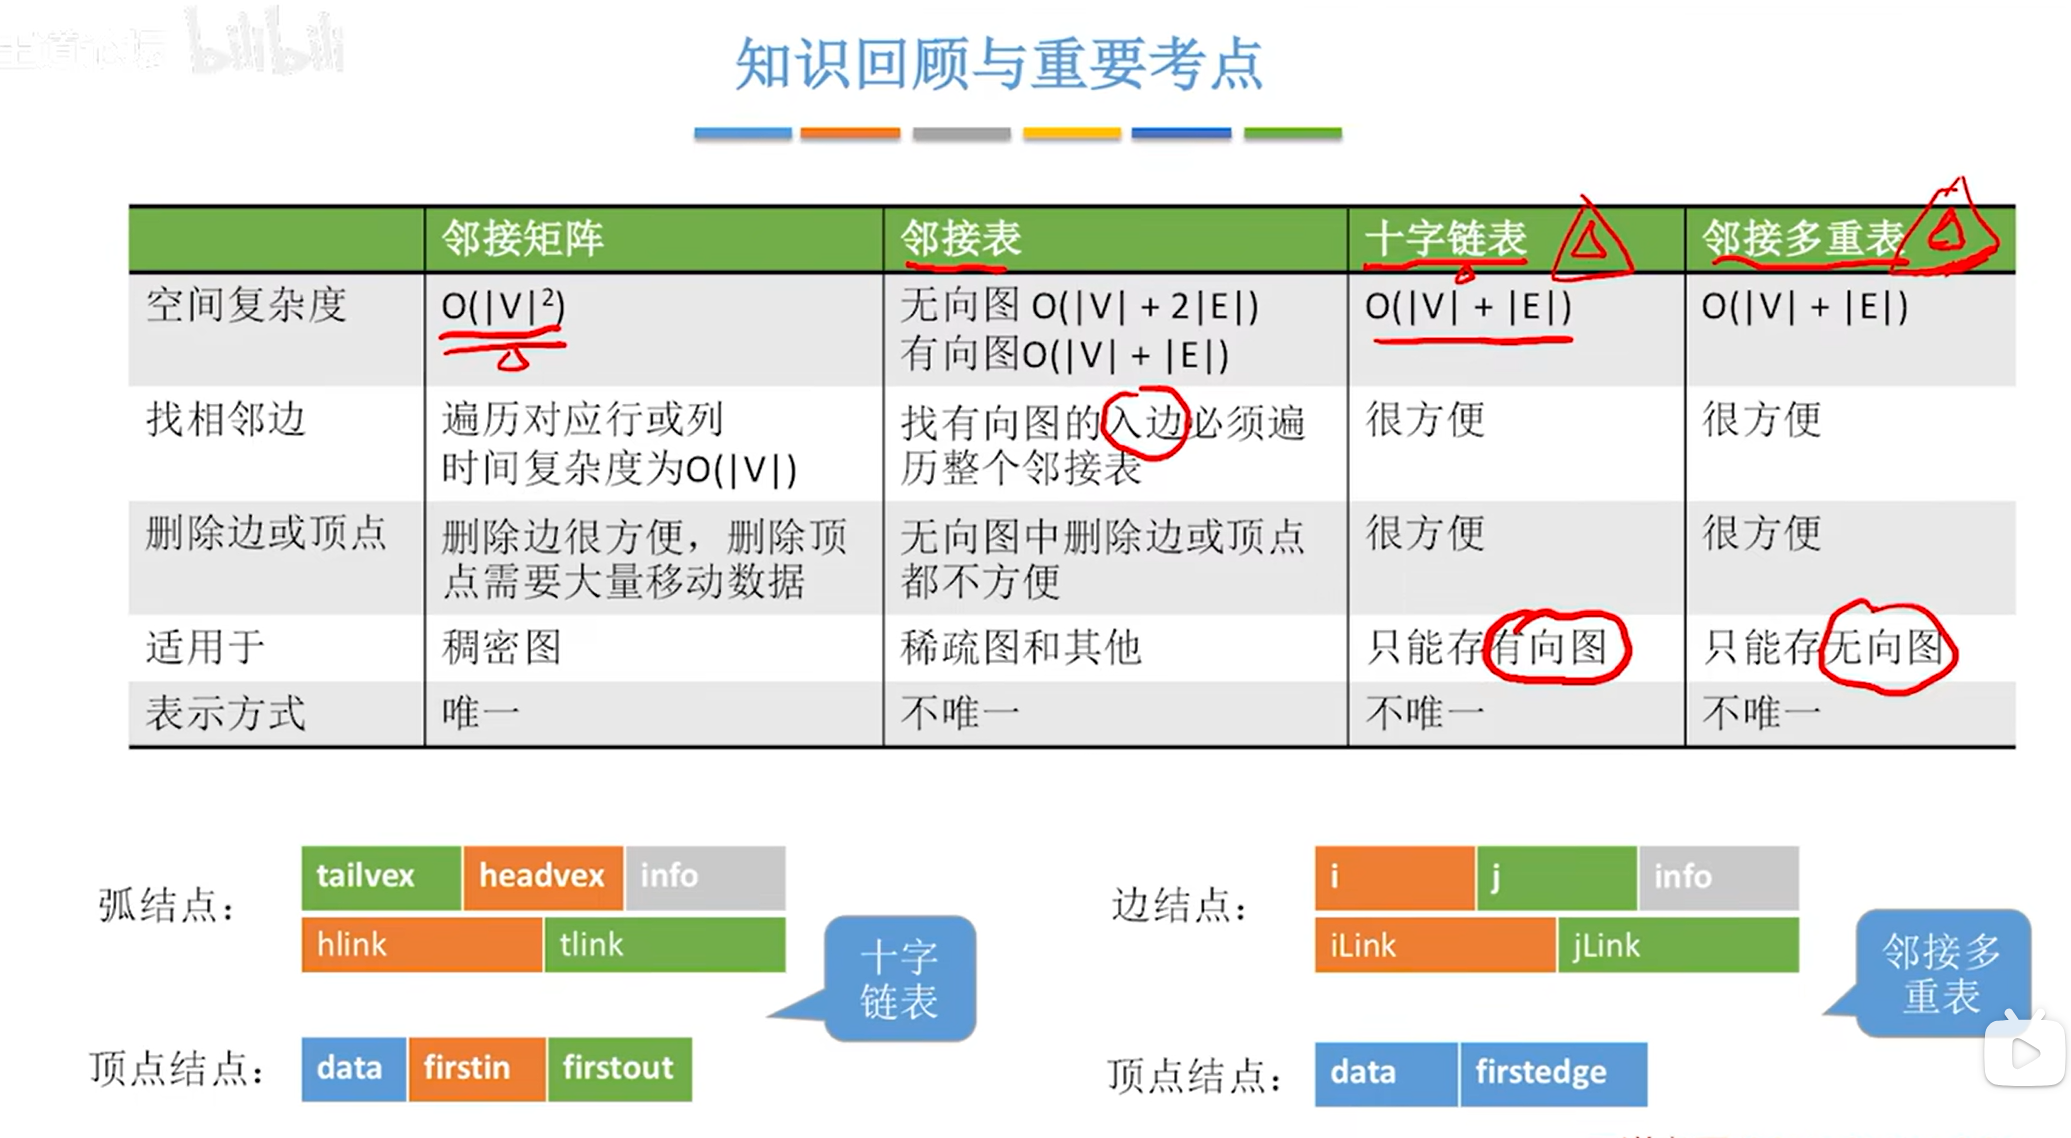 bilibili
知识回顾与重要考点
邻接矩阵 邻接表 十字链表 邻接多重表
空间复杂度 O(|V|²) 无向图 O(|V| + 2|E|) O(|V| + |E|) O(|V| + |E|)
有向图O(|V| + |E|)
找相邻边 遍历对应行或列 找有向图的入边必须遍 很方便 很方便
时间复杂度为O(|V|) 历整个邻接表
删除边或顶点 删除边很方便，删除顶 无向图中删除边或顶点 很方便 很方便
点需要大量移动数据 都不方便
适用于 稠密图 稀疏图和其他 只能存有向图 只能存无向图
表示方式 唯一 不唯一 不唯一 不唯一
弧结点： tailvex headvex info
hlink tlink
十字
链表
顶点结点： data firstin firstout
边结点： i j info
iLink jLink
邻接多
重表
顶点结点： data firstedge